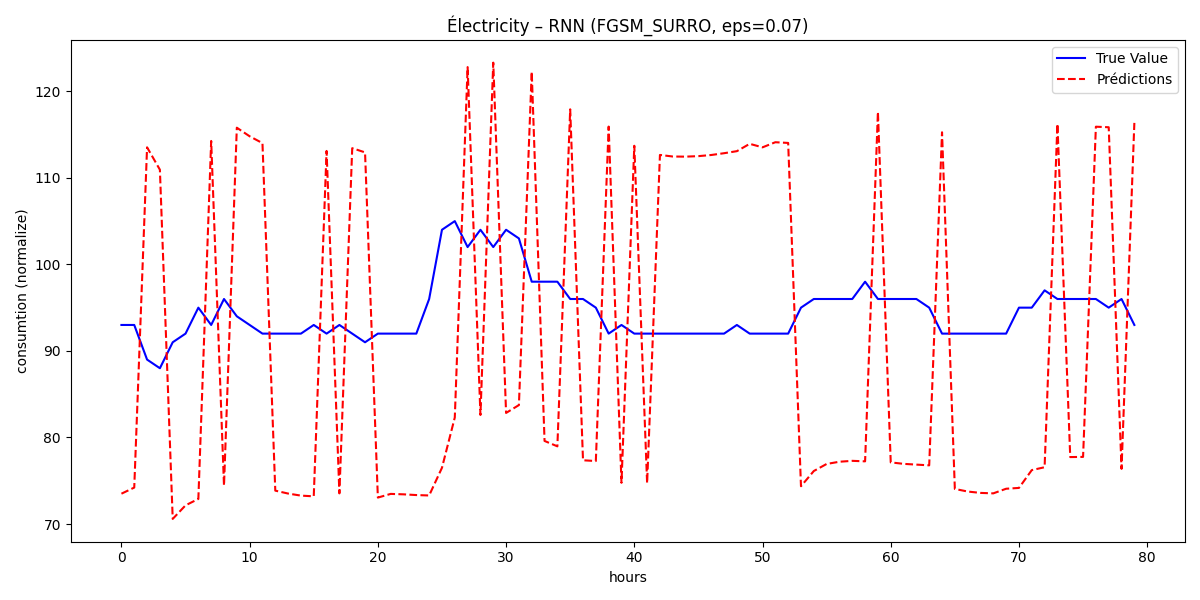 Électricity – RNN (FGSM_SURRO, eps=0.07)
True Value
Prédictions
consumtion (normalize)
120
110
100
90
80
70
0 10 20 30 40 50 60 70 80
hours